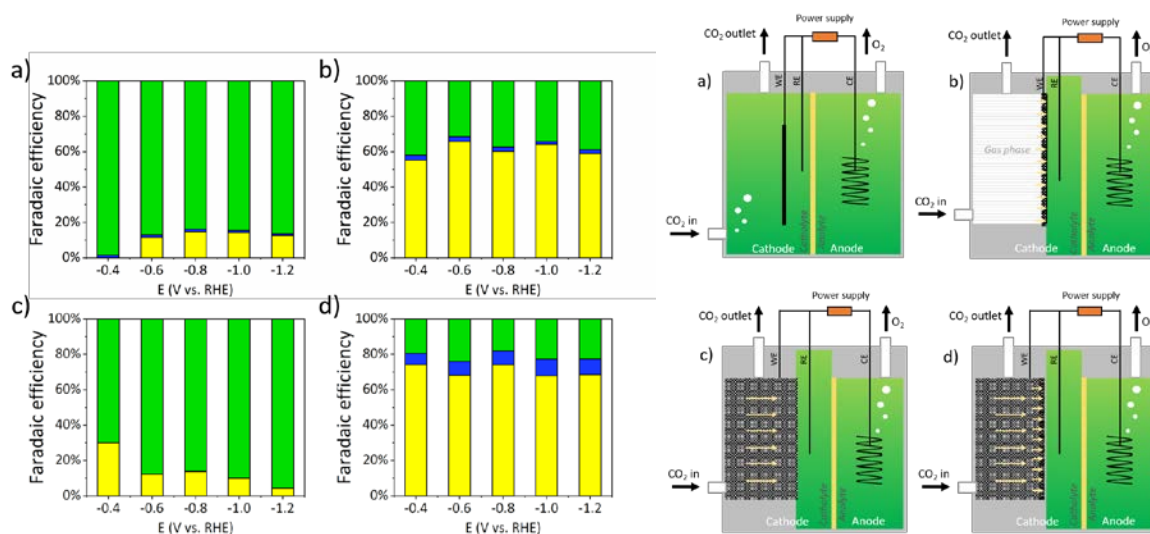 a)
100%
80%
60%
40%
20%
0%
Faradaic efficiency
-0.4
-0.6
-0.8
-1.0
-1.2
E (V vs. RHE)
b)
100%
80%
60%
40%
20%
0%
Faradaic efficiency
-0.4
-0.6
-0.8
-1.0
-1.2
E (V vs. RHE)
c)
100%
80%
60%
40%
20%
0%
Faradaic efficiency
-0.4
-0.6
-0.8
-1.0
-1.2
E (V vs. RHE)
d)
100%
80%
60%
40%
20%
0%
Faradaic efficiency
-0.4
-0.6
-0.8
-1.0
-1.2
E (V vs. RHE)
a)
Power supply
CO₂ outlet
O₂
WE
RE
CE
CO₂ in
Catholyte
Anolyte
Cathode
Anode
b)
Power supply
CO₂ outlet
O
WE
RE
CE
Gas phase
CO₂ in
Catholyte
Anolyte
Cathode
Anode
c)
Power supply
CO₂ outlet
O₂
WE
RE
CE
CO₂ in
Catholyte
Anolyte
Cathode
Anode
d)
Power supply
CO₂ outlet
O
WE
RE
CE
CO₂ in
Catholyte
Anolyte
Cathode
Anode